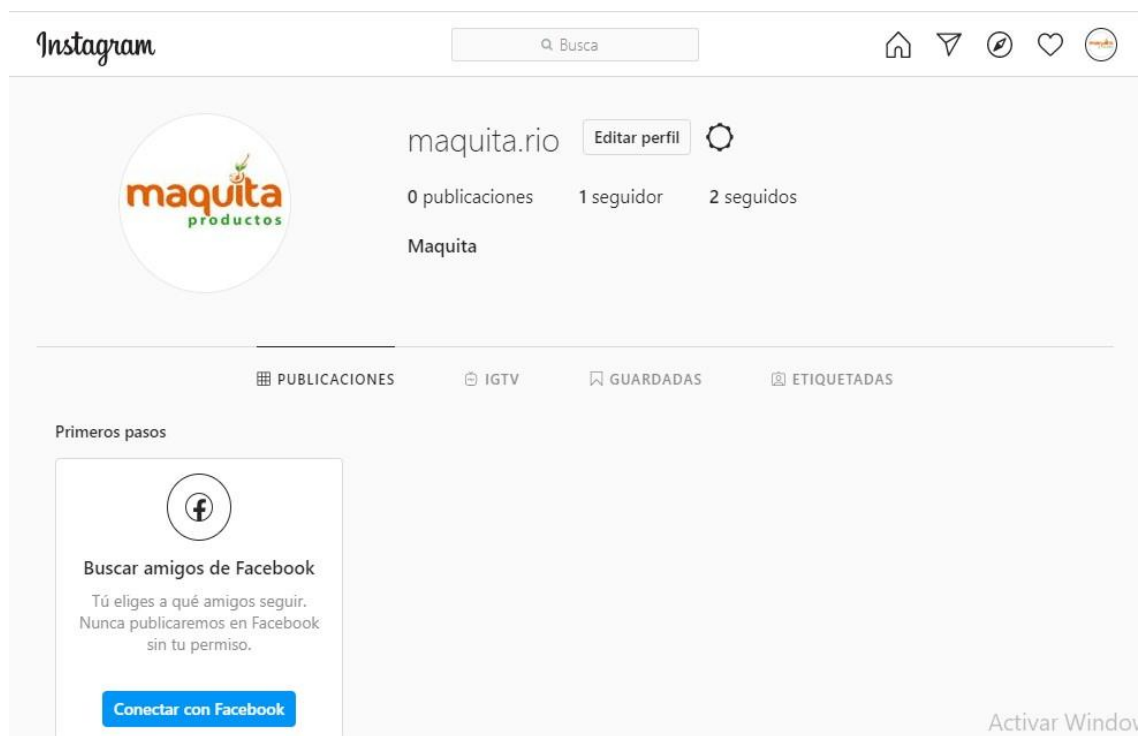 Instagram
Busca
maquita
productos
maquita.rio
Editar perfil
0 publicaciones 1 seguidor 2 seguidos
Maquita
PUBLICACIONES IGTV GUARDADAS ETIQUETADAS
Primeros pasos
Buscar amigos de Facebook
Tú eliges a qué amigos seguir.
Nunca publicaremos en Facebook
sin tu permiso.
Conectar con Facebook
Activar Window